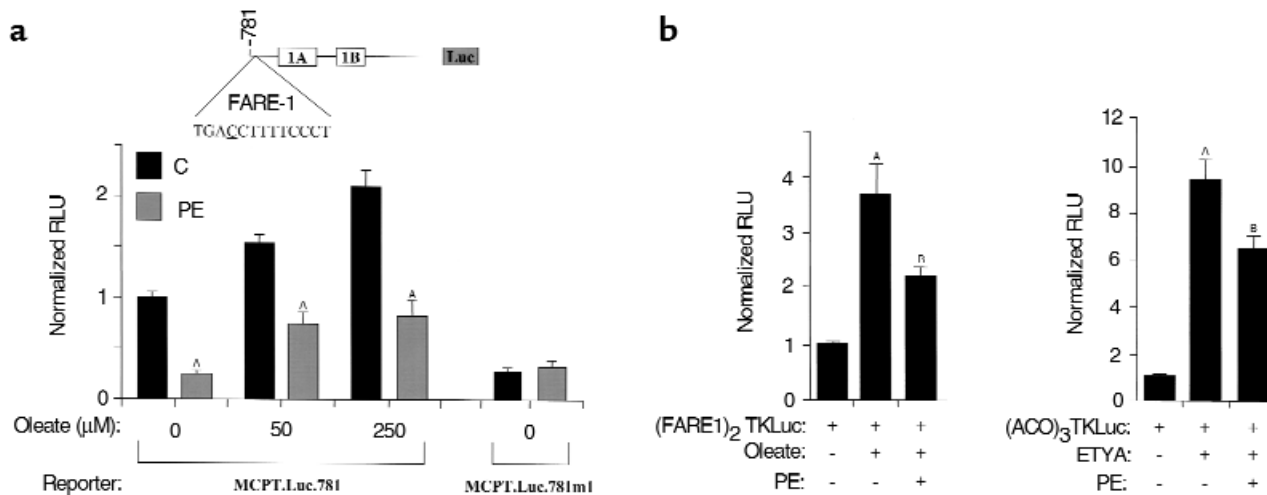 a
-781
1A 1B Luc
FARE-1
TGACCTTTTCCCT
C
PE
Normalized RLU
2
1
0
Oleate (μM): 0 50 250 0
Reporter: MCPT.Luc.781 MCPT.Luc.781m1
A A A
b
Normalized RLU
4
3
2
1
0
A
B
(FARE1)2 TKLuc: + + +
Oleate: - + +
PE: - - +
Normalized RLU
12
10
8
6
4
2
0
A
B
(ACO)3TKLuc: + + +
ETYA: - + +
PE: - - +